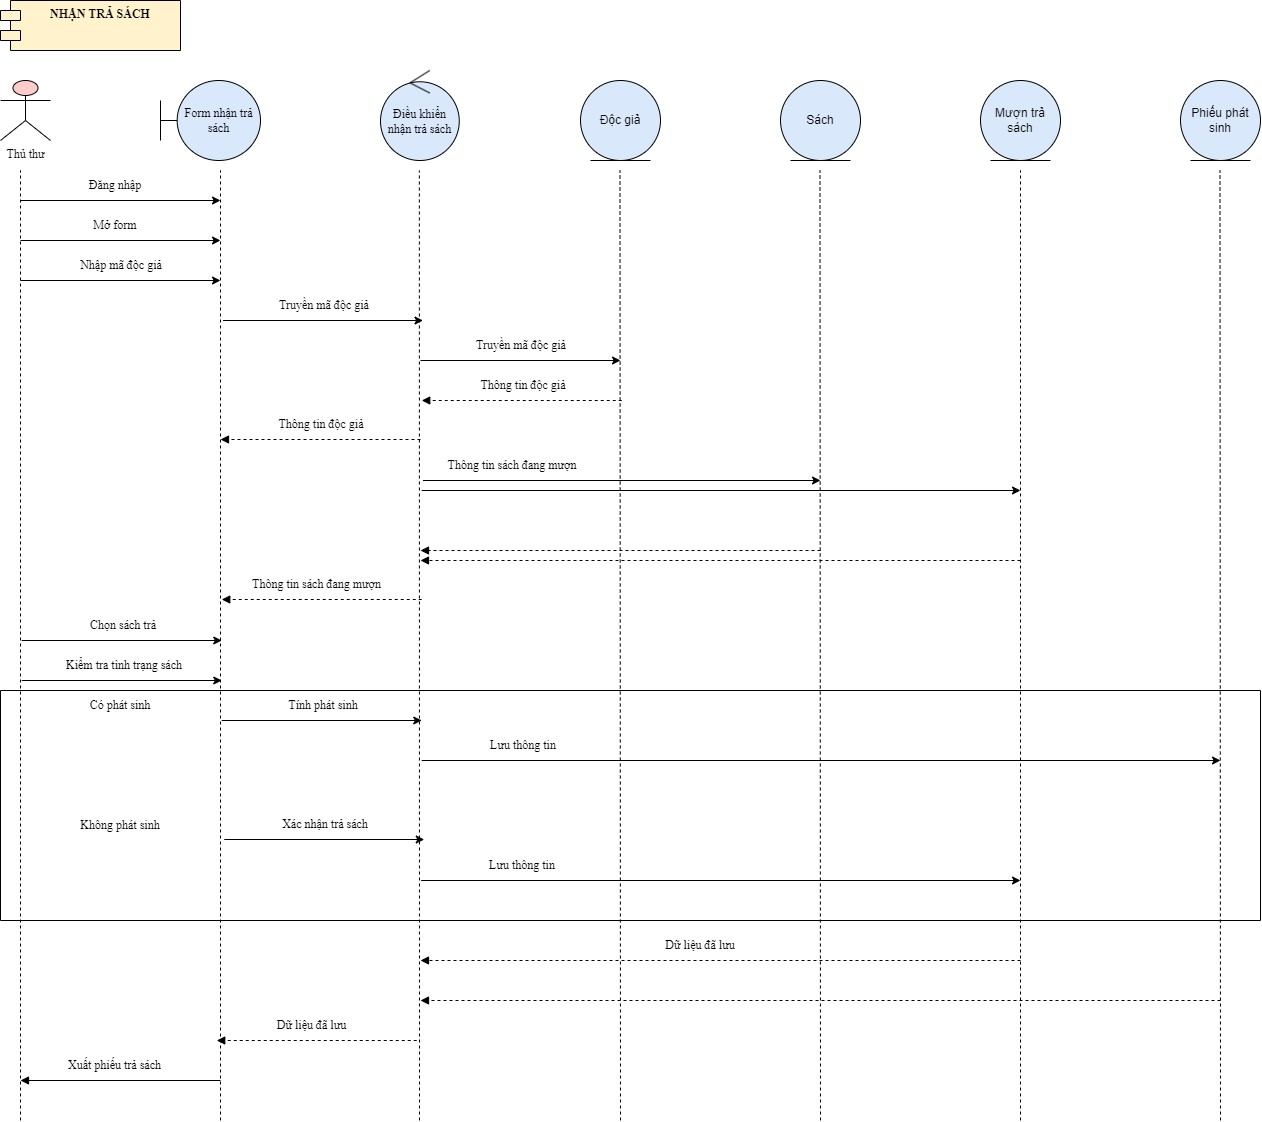 NHẬN TRẢ SÁCH
Thủ thư
Form nhận trả
sách
Điều khiển
nhận trả sách
Độc giả
Sách
Mượn trả
sách
Phiếu phát
sinh
Đăng nhập
Mở form
Nhập mã độc giả
Truyền mã độc giả
Truyền mã độc giả
Thông tin độc giả
Thông tin độc giả
Thông tin sách đang mượn
Thông tin sách đang mượn
Chọn sách trả
Kiểm tra tình trạng sách
Có phát sinh
Tính phát sinh
Lưu thông tin
Không phát sinh
Xác nhận trả sách
Lưu thông tin
Dữ liệu đã lưu
Dữ liệu đã lưu
Xuất phiếu trả sách